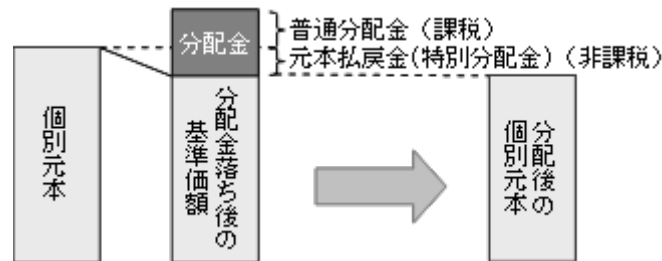 普通分配金（課税）
分配金
元本払戻金(特別分配金)（非課税）
個別元本
分配金落ち後の
基準価額
分配後の
個別元本